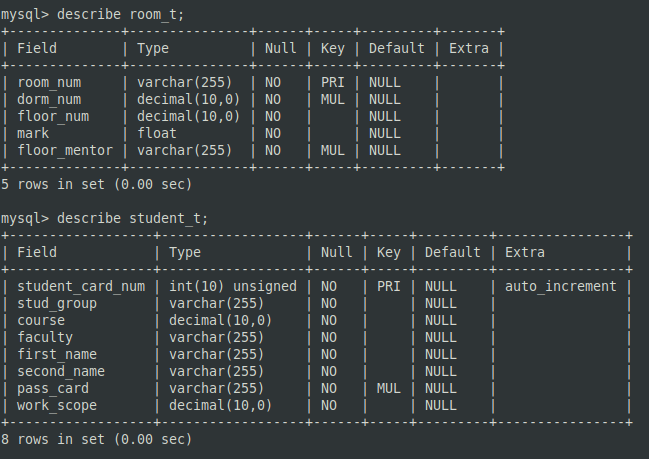 mysql> describe room_t;
+--------------+---------------+------+-----+---------+-------+
| Field        | Type          | Null | Key | Default | Extra |
+--------------+---------------+------+-----+---------+-------+
| room_num     | varchar(255)  | NO   | PRI | NULL    |       |
| dorm_num     | decimal(10,0) | NO   | MUL | NULL    |       |
| floor_num    | decimal(10,0) | NO   |     | NULL    |       |
| mark         | float         | NO   |     | NULL    |       |
| floor_mentor | varchar(255)  | NO   | MUL | NULL    |       |
+--------------+---------------+------+-----+---------+-------+
5 rows in set (0.00 sec)

mysql> describe student_t;
+------------------+------------------+------+-----+---------+----------------+
| Field            | Type             | Null | Key | Default | Extra          |
+------------------+------------------+------+-----+---------+----------------+
| student_card_num | int(10) unsigned | NO   | PRI | NULL    | auto_increment |
| stud_group       | varchar(255)     | NO   |     | NULL    |                |
| course           | decimal(10,0)    | NO   |     | NULL    |                |
| faculty          | varchar(255)     | NO   |     | NULL    |                |
| first_name       | varchar(255)     | NO   |     | NULL    |                |
| second_name      | varchar(255)     | NO   |     | NULL    |                |
| pass_card        | varchar(255)     | NO   | MUL | NULL    |                |
| work_scope       | decimal(10,0)    | NO   |     | NULL    |                |
+------------------+------------------+------+-----+---------+----------------+
8 rows in set (0.00 sec)